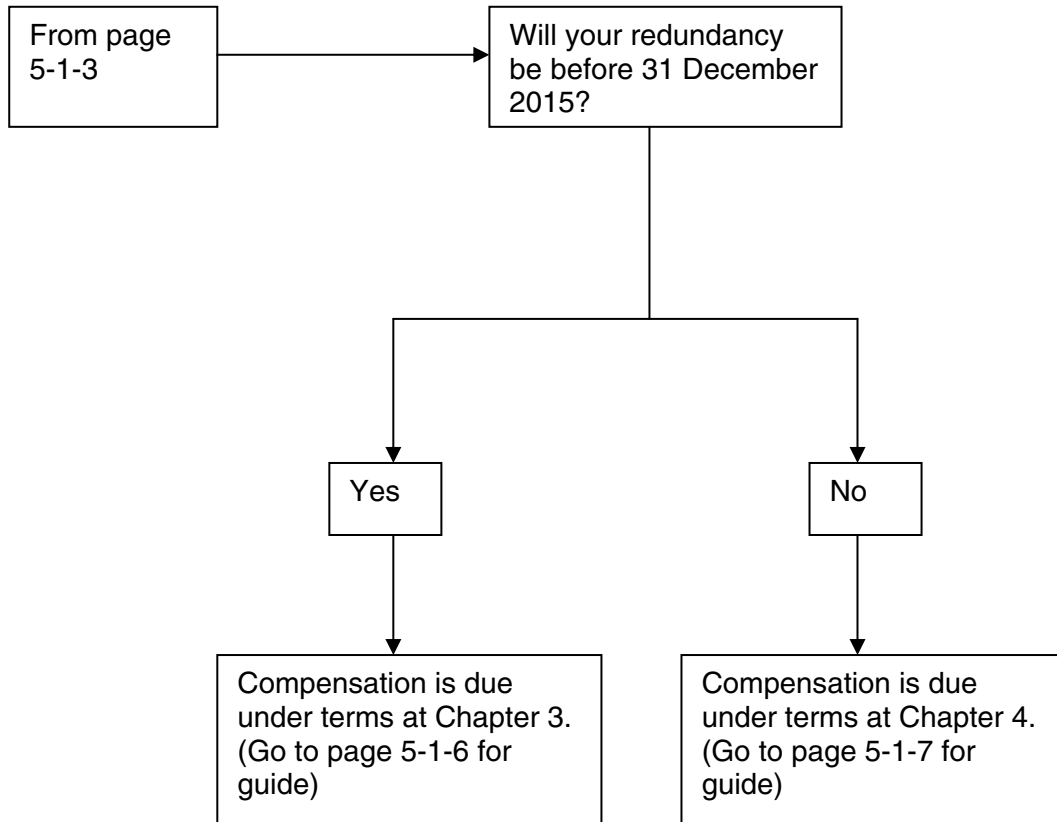 From page
5-1-3
Will your redundancy
be before 31 December
2015?
Yes
No
Compensation is due
under terms at Chapter 3.
(Go to page 5-1-6 for
guide)
Compensation is due
under terms at Chapter 4.
(Go to page 5-1-7 for
guide)